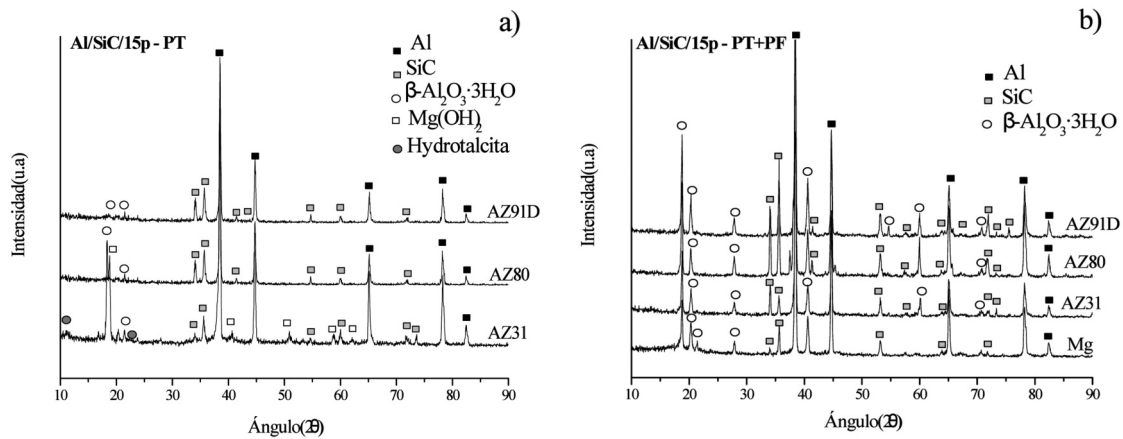 a)
Al/SiC/15p - PT
Al
SiC
β-Al₂O₃·3H₂O
Mg(OH)₂
Hydrotalcita
AZ91D
AZ80
AZ31
Intensidad(u.a)
10 20 30 40 50 60 70 80 90
Ángulo(2θ)
b)
Al/SiC/15p - PT+PF
Al
SiC
β-Al₂O₃·3H₂O
AZ91D
AZ80
AZ31
Mg
Intensidad(u.a)
10 20 30 40 50 60 70 80 90
Ángulo(2θ)